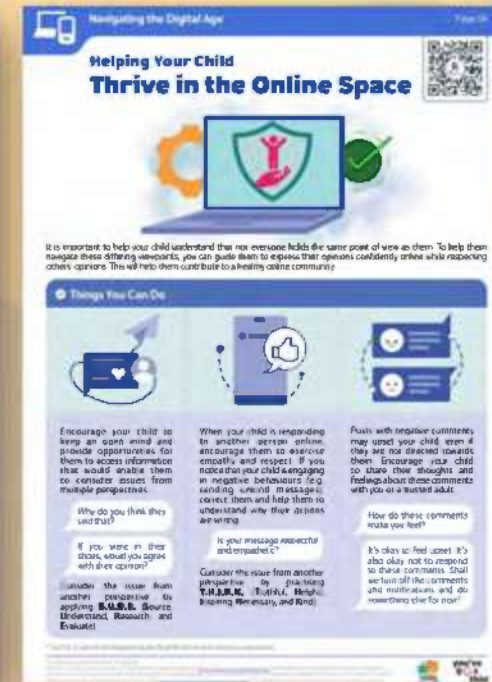 Navigating the Digital Age
Helping Your Child
Thrive in the Online Space
It is important to help your child understand that not everyone holds the same point of view as them. To help them
navigate these differing viewpoints, you can guide them to express their opinions confidently online while respecting
others' opinions. This will help them contribute to a healthy online community.
Things You Can Do
Encourage your child to
keep an open mind and
provide opportunities for
them to access information
that would enable them
to consider issues from
multiple perspectives.
Why do you think they
said that?
If you were in their
shoes, would you agree
with their opinion?
Consider the issue from
another perspective by
applying S.U.R.E. (Source,
Understand, Research, and
Evaluate)
When your child is responding
to another person online,
encourage them to exercise
empathy and respect. If you
notice that your child is engaging
in negative behaviours (e.g.
sending unkind messages),
correct them and help them to
understand why their actions
are wrong.
Is your message respectful
and empathetic?
Consider the issue from another
perspective by practising
T.H.I.N.K. (Truthful, Helpful,
Inspiring, Necessary, and Kind)
Posts with negative comments
may upset your child, even if
they are not directed towards
them. Encourage your child
to share their thoughts and
feelings about these comments
with you or a trusted adult.
How do these comments
make you feel?
It's okay to feel upset. It's
also okay not to respond
to these comments. Shall
we turn off the comments
and notifications and do
something else for now?